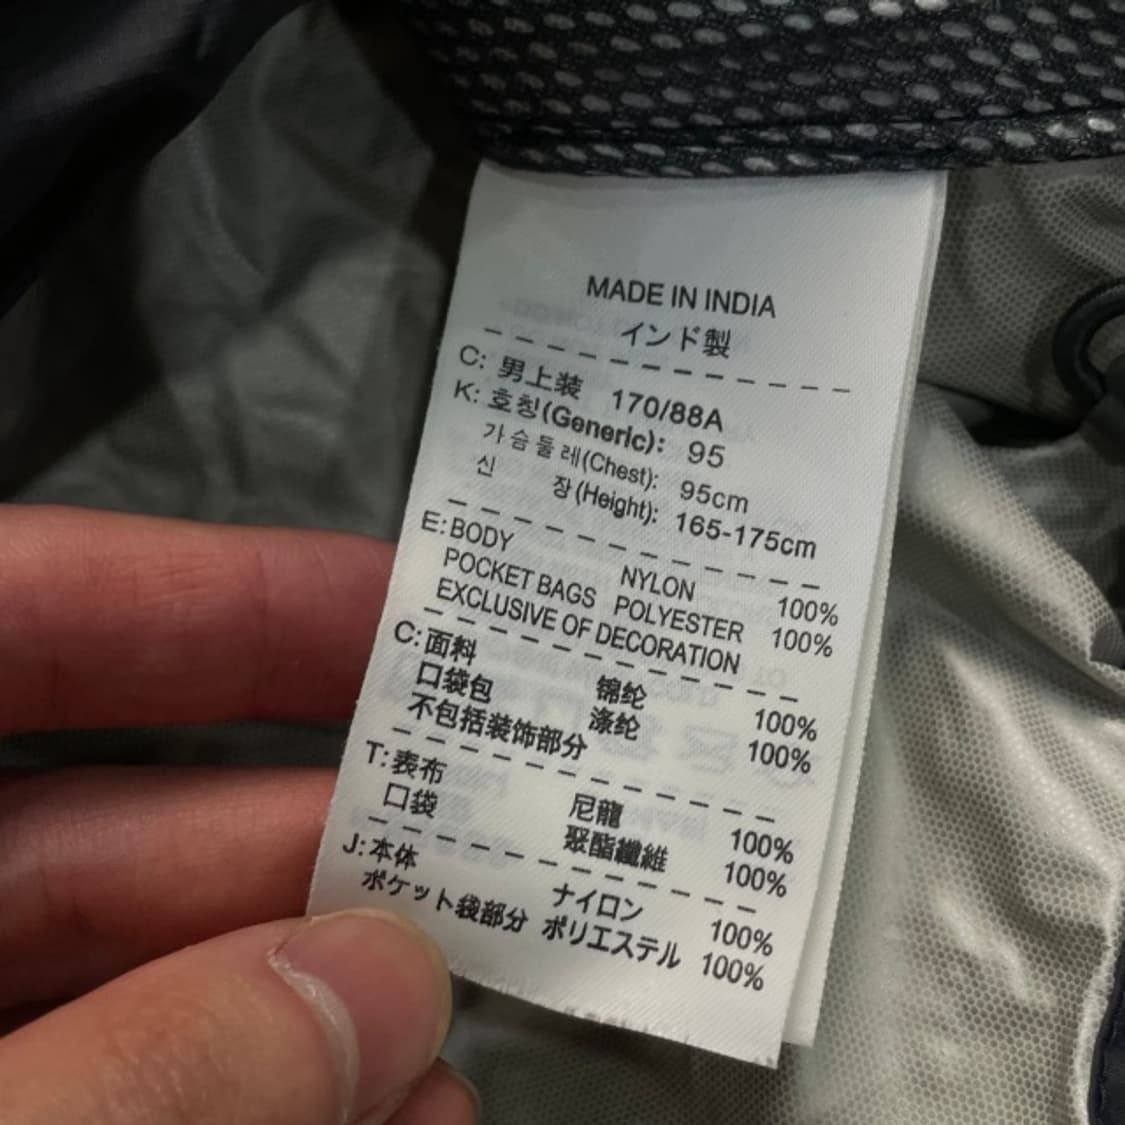 MADE IN INDIA
インド製
C: 男上装 170/88A
K: 호칭(Generic): 95
가슴둘레(Chest): 95cm
신 장(Height): 165-175cm
E: BODY NYLON 100%
POCKET BAGS POLYESTER 100%
EXCLUSIVE OF DECORATION
C: 面料 锦纶 100%
口袋包 涤纶 100%
不包括装饰部分
T: 表布 尼龍 100%
口袋 聚酯纖維 100%
J: 本体 ナイロン 100%
ポケット袋部分 ポリエステル 100%